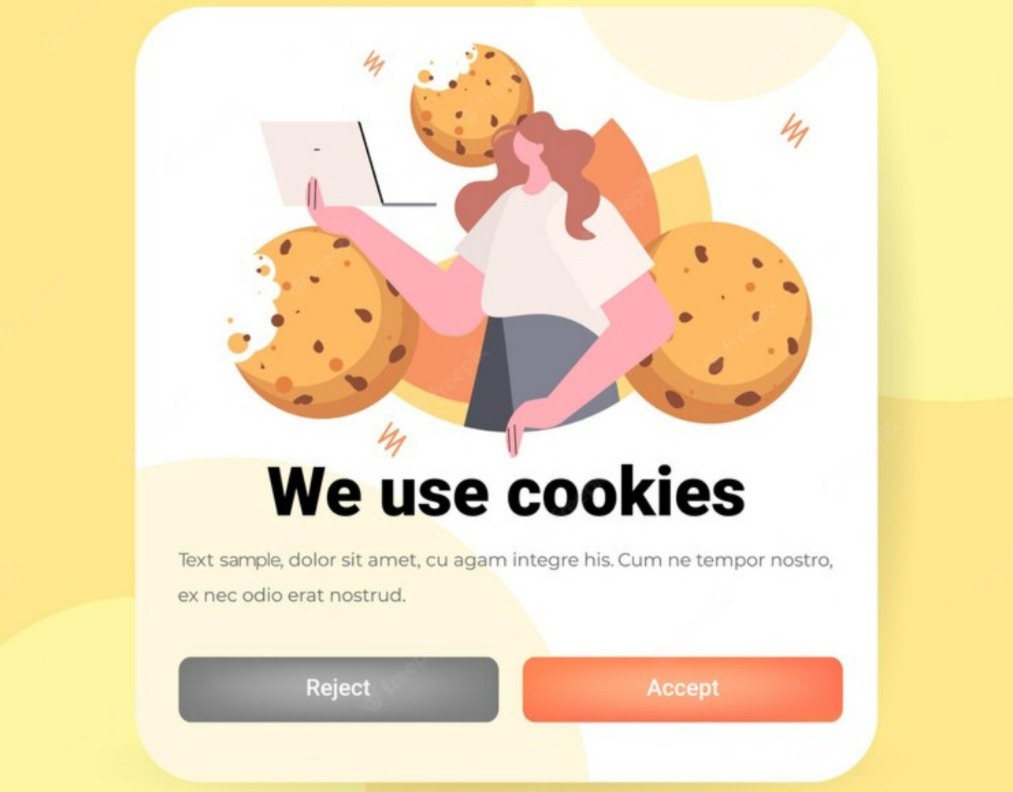 We use cookies
Text sample, dolor sit amet, cu agam integre his. Cum ne tempor nostro,
ex nec odio erat nostrud.
Reject
Accept